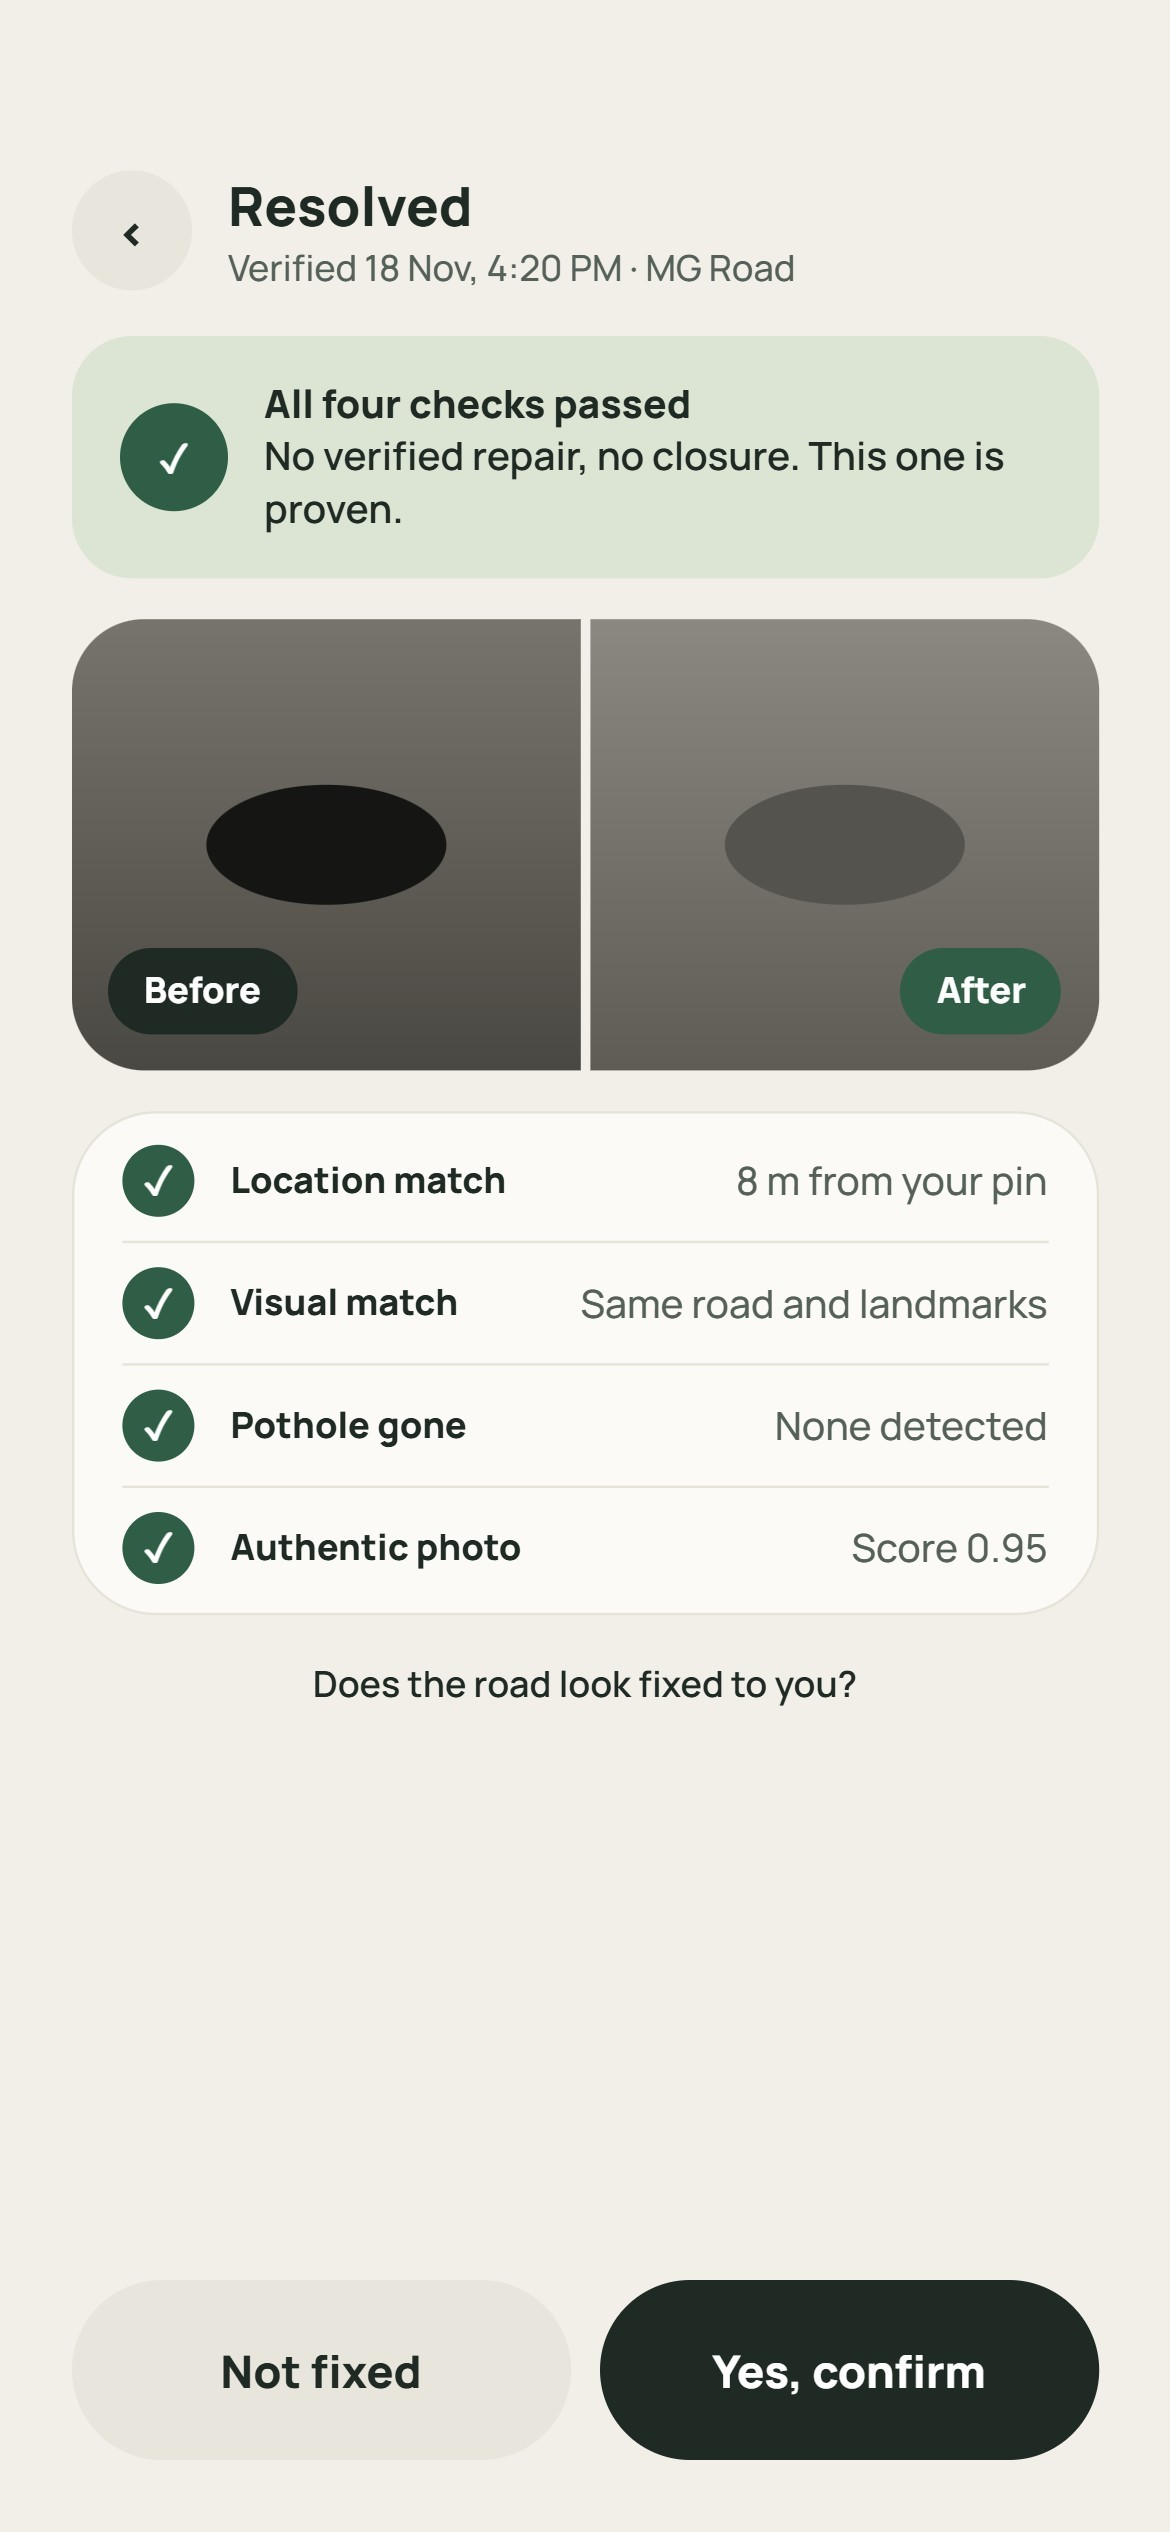 Resolved
Verified 18 Nov, 4:20 PM · MG Road
All four checks passed
No verified repair, no closure. This one is
proven.
Before
After
Location match 8 m from your pin
Visual match Same road and landmarks
Pothole gone None detected
Authentic photo Score 0.95
Does the road look fixed to you?
Not fixed
Yes, confirm